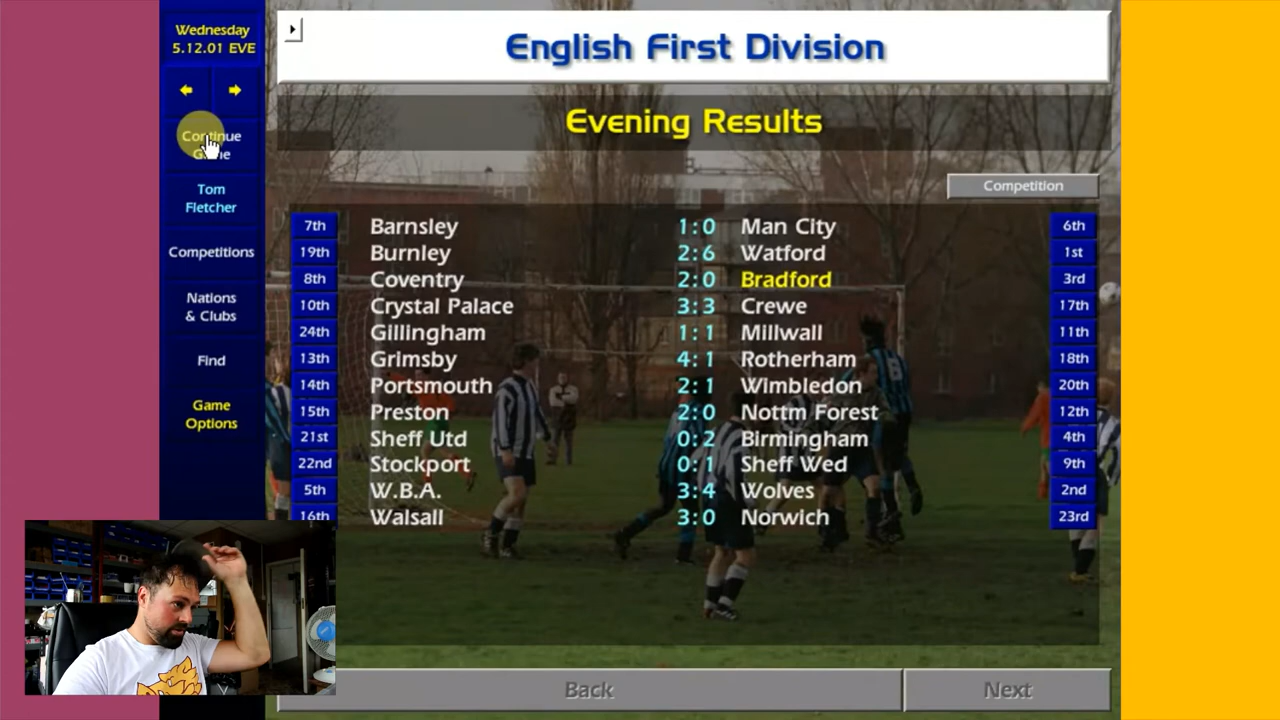 Wednesday
5.12.01 EVE
Continue
Game
Tom
Fletcher
Competitions
Nations
& Clubs
Find
Game
Options
English First Division
Evening Results
Competition
7th Barnsley 1:0 Man City 6th
19th Burnley 2:6 Watford 1st
8th Coventry 2:0 Bradford 3rd
10th Crystal Palace 3:3 Crewe 17th
24th Gillingham 1:1 Millwall 11th
13th Grimsby 4:1 Rotherham 18th
14th Portsmouth 2:1 Wimbledon 20th
15th Preston 2:0 Nottm Forest 12th
21st Sheff Utd 0:2 Birmingham 4th
22nd Stockport 0:1 Sheff Wed 9th
5th W.B.A. 3:4 Wolves 2nd
16th Walsall 3:0 Norwich 23rd
Back Next